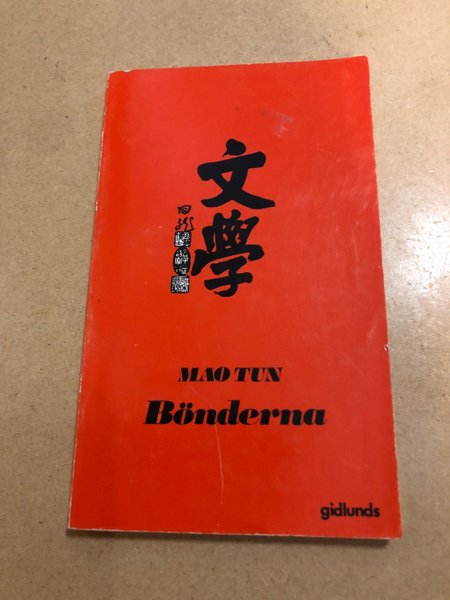 文學
MAO TUN
Bönderna
gidlunds